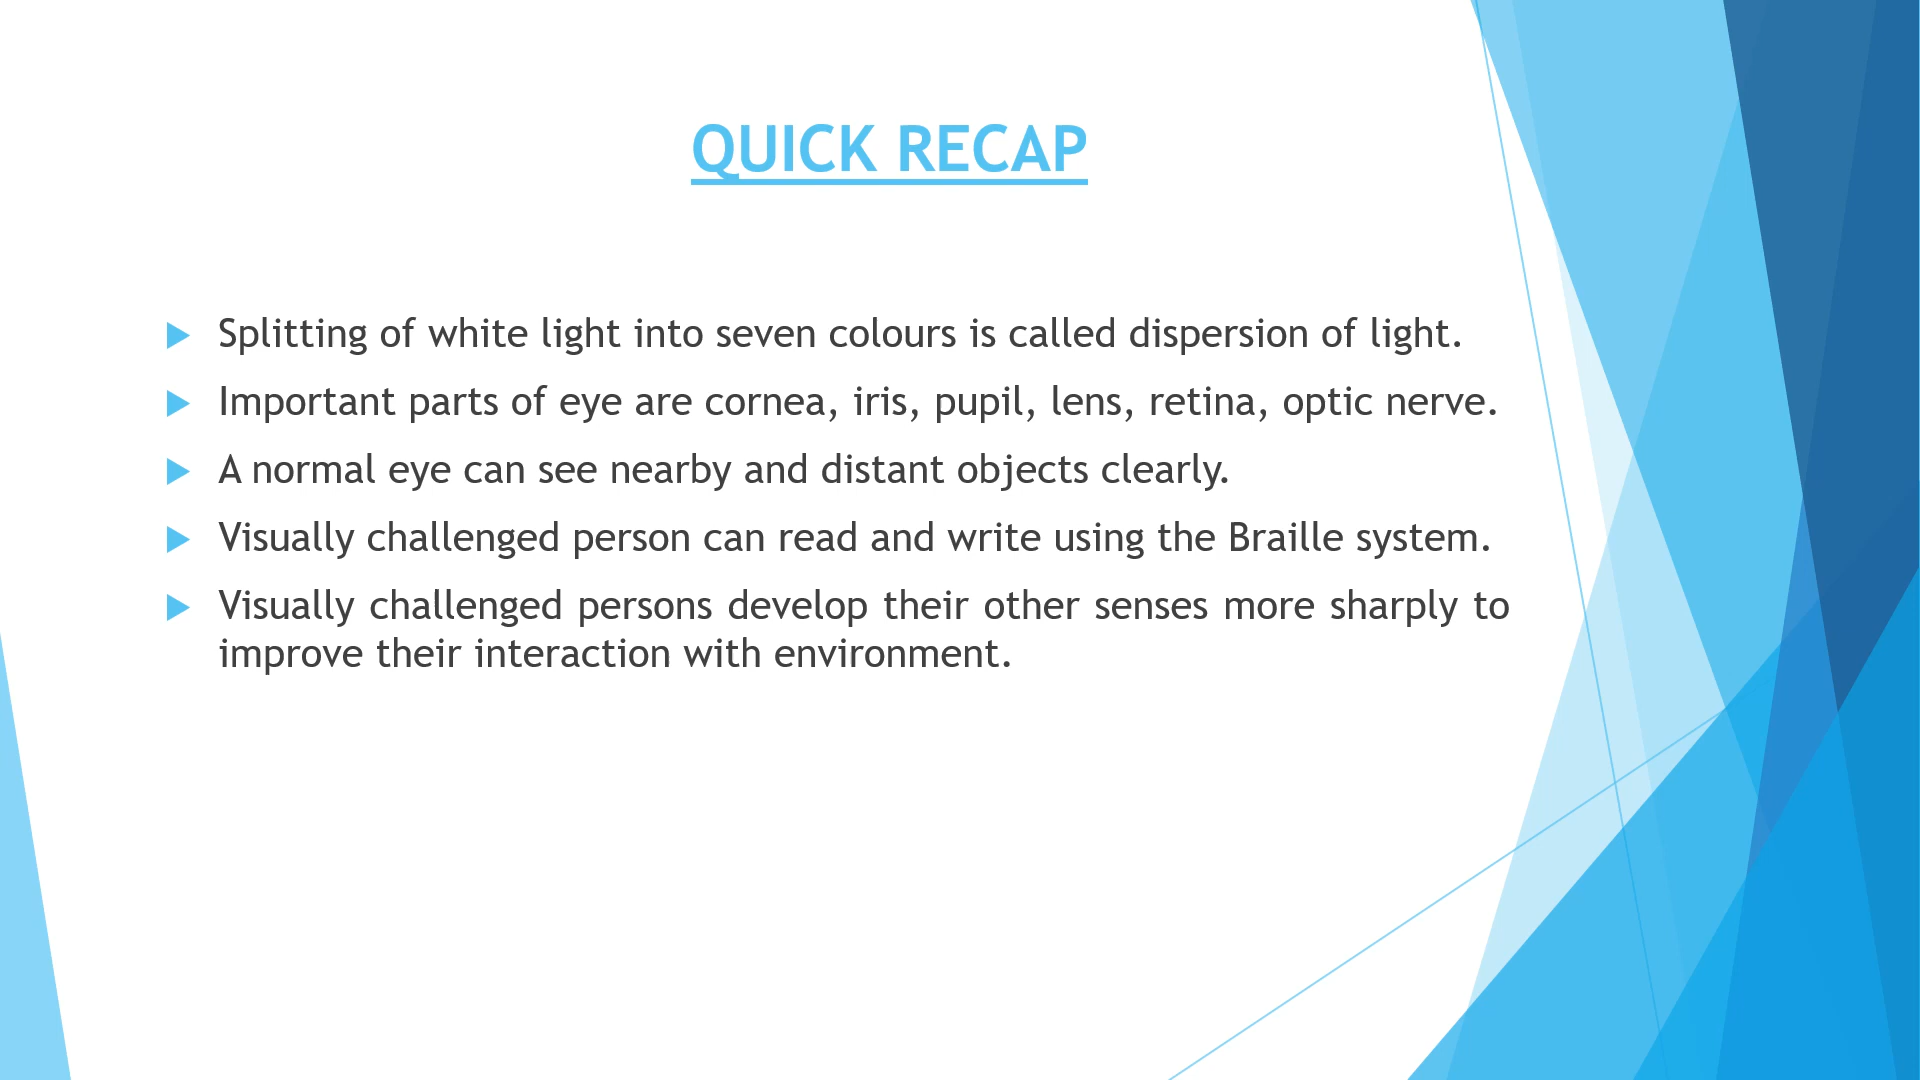 QUICK RECAP
Splitting of white light into seven colours is called dispersion of light.
Important parts of eye are cornea, iris, pupil, lens, retina, optic nerve.
A normal eye can see nearby and distant objects clearly.
Visually challenged person can read and write using the Braille system.
Visually challenged persons develop their other senses more sharply to
improve their interaction with environment.